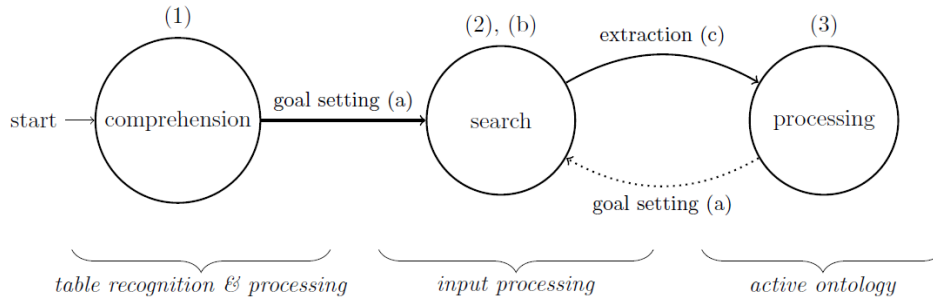 (1)
(2), (b)
(3)
extraction (c)
goal setting (a)
start
comprehension
search
processing
goal setting (a)
table recognition & processing
input processing
active ontology